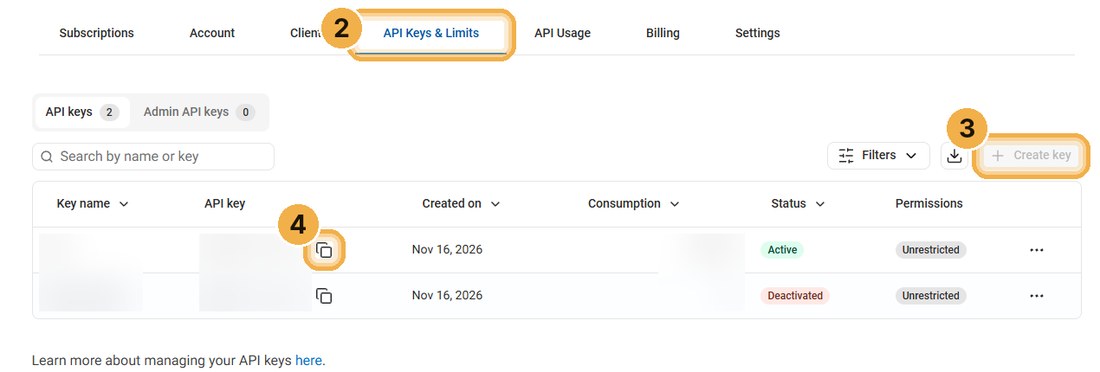 Subscriptions Account Client 2 API Keys & Limits API Usage Billing Settings
API keys 2 Admin API keys 0
3
Search by name or key Filters Create key
Key name API key Created on Consumption Status Permissions
4
Nov 16, 2026 Active Unrestricted
Nov 16, 2026 Deactivated Unrestricted
Learn more about managing your API keys here.